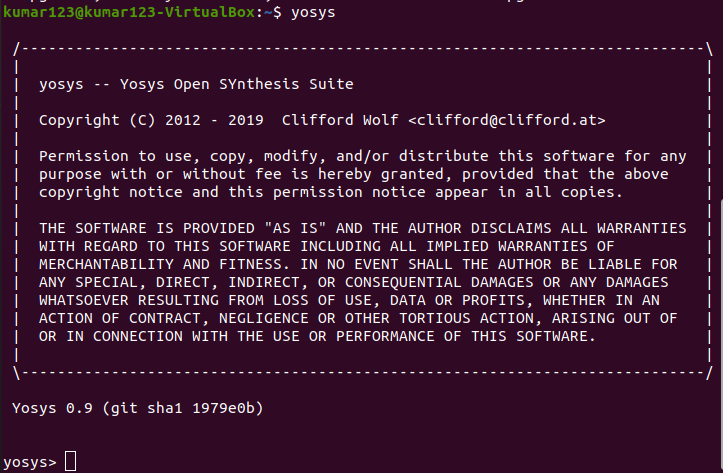 kumar123@kumar123-VirtualBox:~$ yosys
/----------------------------------------------------------------------------\
|                                                                            |
|  yosys -- Yosys Open SYnthesis Suite                                       |
|                                                                            |
|  Copyright (C) 2012 - 2019  Clifford Wolf <clifford@clifford.at>           |
|                                                                            |
|  Permission to use, copy, modify, and/or distribute this software for any  |
|  purpose with or without fee is hereby granted, provided that the above    |
|  copyright notice and this permission notice appear in all copies.         |
|                                                                            |
|  THE SOFTWARE IS PROVIDED "AS IS" AND THE AUTHOR DISCLAIMS ALL WARRANTIES  |
|  WITH REGARD TO THIS SOFTWARE INCLUDING ALL IMPLIED WARRANTIES OF          |
|  MERCHANTABILITY AND FITNESS. IN NO EVENT SHALL THE AUTHOR BE LIABLE FOR   |
|  ANY SPECIAL, DIRECT, INDIRECT, OR CONSEQUENTIAL DAMAGES OR ANY DAMAGES    |
|  WHATSOEVER RESULTING FROM LOSS OF USE, DATA OR PROFITS, WHETHER IN AN     |
|  ACTION OF CONTRACT, NEGLIGENCE OR OTHER TORTIOUS ACTION, ARISING OUT OF   |
|  OR IN CONNECTION WITH THE USE OR PERFORMANCE OF THIS SOFTWARE.            |
|                                                                            |
\----------------------------------------------------------------------------/
Yosys 0.9 (git sha1 1979e0b)
yosys>